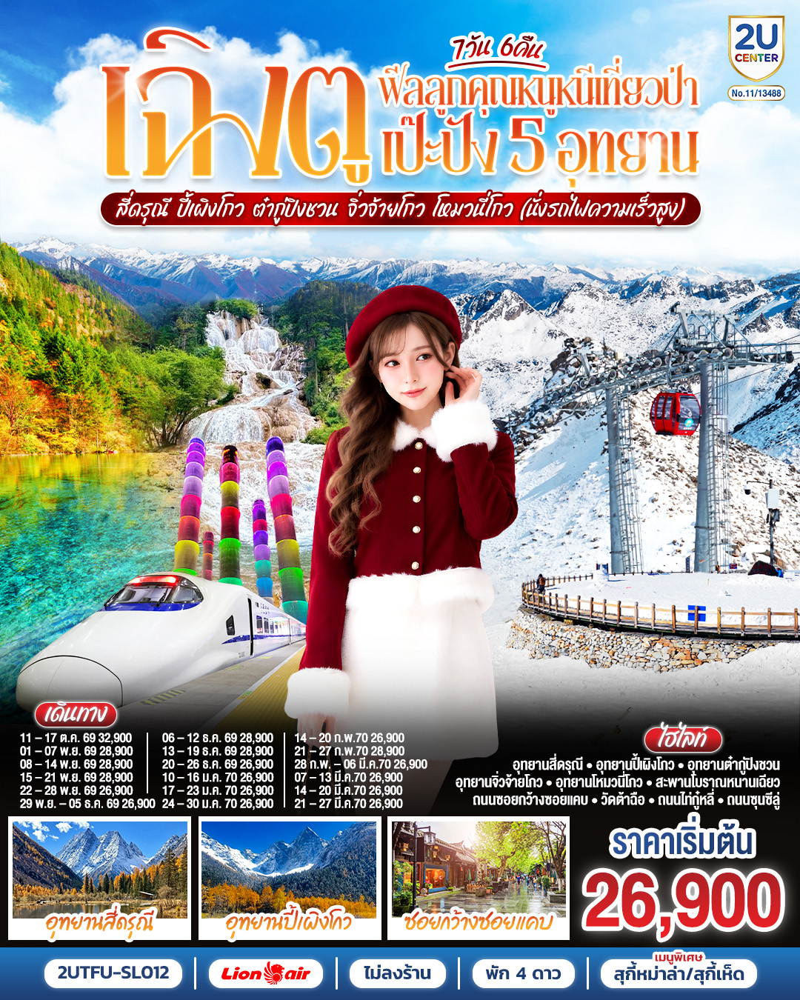 2U
CENTER
No.11/13488
7วัน 6คืน
เฉิงตู
ฟีลลูกคุณหนูหนีเที่ยวป่า
เป๊ะปัง 5 อุทยาน
สี่ดรุณี ปี้เผิงโกว ต๋ากู่ปิงชวน จิ่วจ้ายโกว โหมวนี่โกว (นั่งรถไฟความเร็วสูง)
เดินทาง
11 – 17 ต.ค. 69 32,900
01 – 07 พ.ย. 69 28,900
08 – 14 พ.ย. 69 28,900
15 – 21 พ.ย. 69 28,900
22 – 28 พ.ย. 69 26,900
29 พ.ย. – 05 ธ.ค. 69 26,900
06 – 12 ธ.ค. 69 28,900
13 – 19 ธ.ค. 69 28,900
20 – 26 ธ.ค. 69 26,900
10 – 16 ม.ค. 70 26,900
17 – 23 ม.ค. 70 26,900
24 – 30 ม.ค. 70 26,900
14 – 20 ก.พ.70 26,900
21 – 27 ก.พ.70 28,900
28 ก.พ. – 06 มี.ค.70 26,900
07 – 13 มี.ค.70 26,900
14 – 20 มี.ค.70 26,900
21 – 27 มี.ค.70 26,900
ไฮไลท์
อุทยานสี่ดรุณี • อุทยานปี้เผิงโกว • อุทยานต๋ากู่ปิงชวน
อุทยานจิ่วจ้ายโกว • อุทยานโหมวนี่โกว • สะพานโบราณหนานเฉียว
ถนนซอยกว้างซอยแคบ • วัดต้าฉือ • ถนนไท่กู๋หลี่ • ถนนชุนซีลู่
อุทยานสี่ดรุณี
อุทยานปี้เผิงโกว
ซอยกว้างซอยแคบ
ราคาเริ่มต้น
26,900
2UTFU-SL012
Lion air
ไม่ลงร้าน
พัก 4 ดาว
เมนูพิเศษ
สุกี้หม่าล่า/สุกี้เห็ด